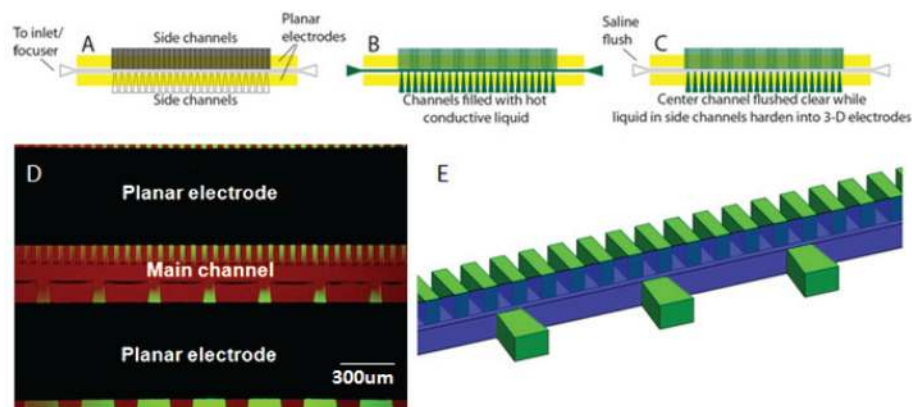 To inlet/
focuser
A
Side channels
Planar
electrodes
Side channels
B
Channels filled with hot
conductive liquid
Saline
flush
C
Center channel flushed clear while
liquid in side channels harden into 3-D electrodes
D
Planar electrode
Main channel
Planar electrode
300um
E